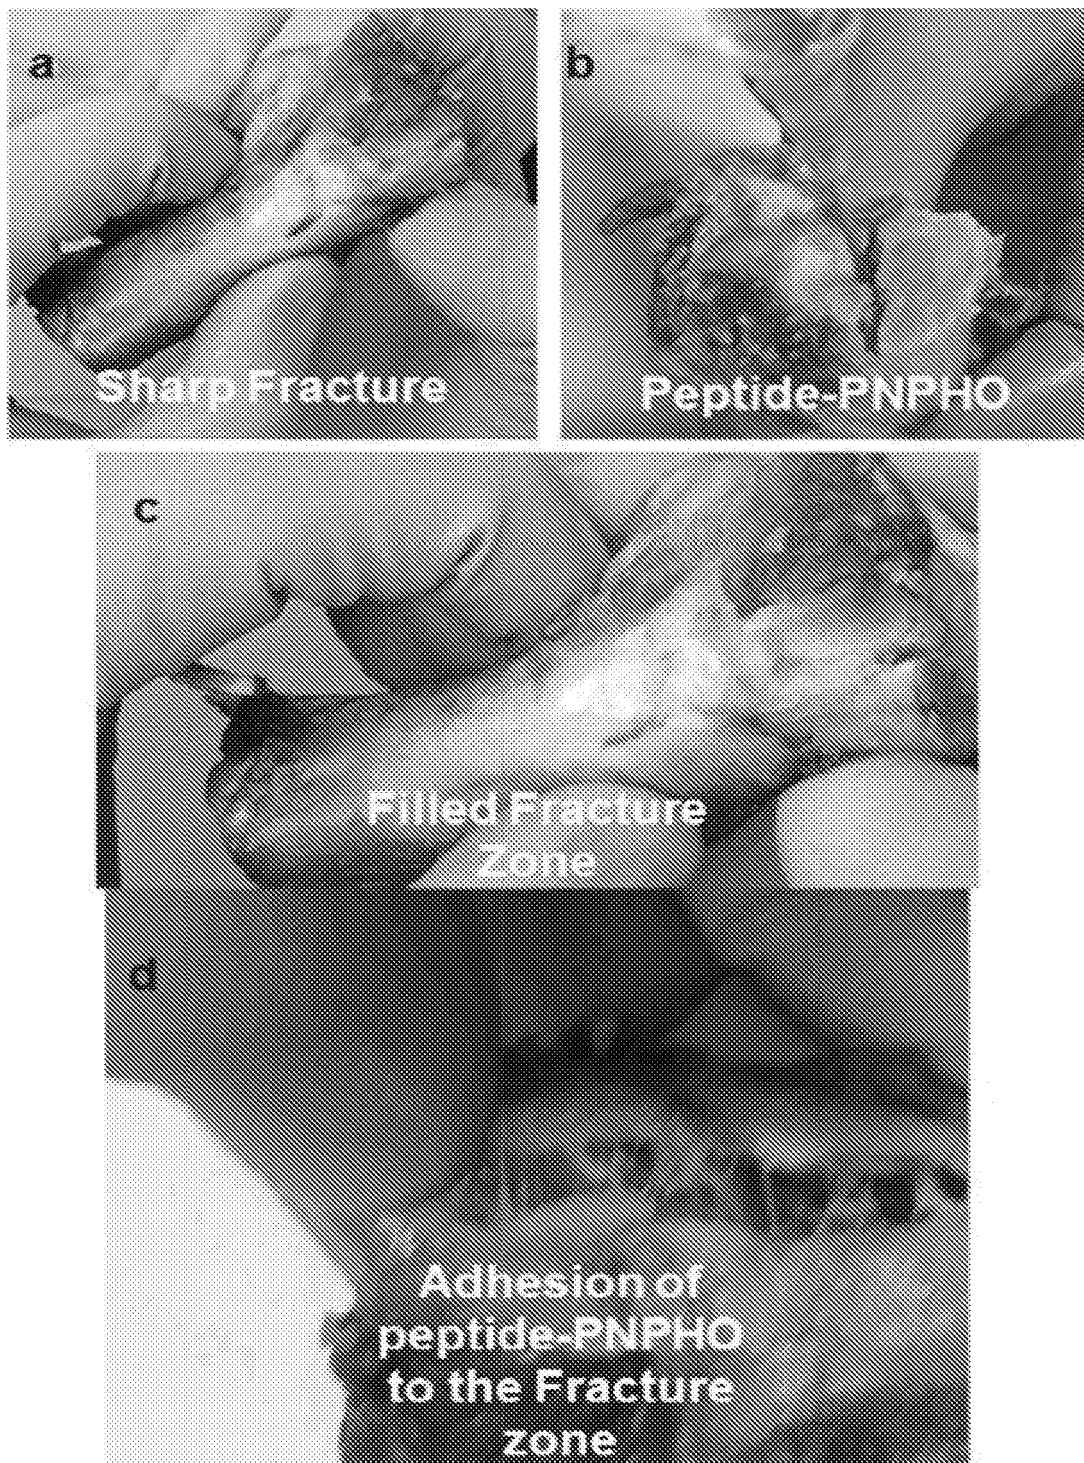 a
b
Sharp Fracture
Peptide-PNPHO
c
Filled Fracture
Zone
d
Adhesion of
peptide-PNPHO
to the Fracture
zone